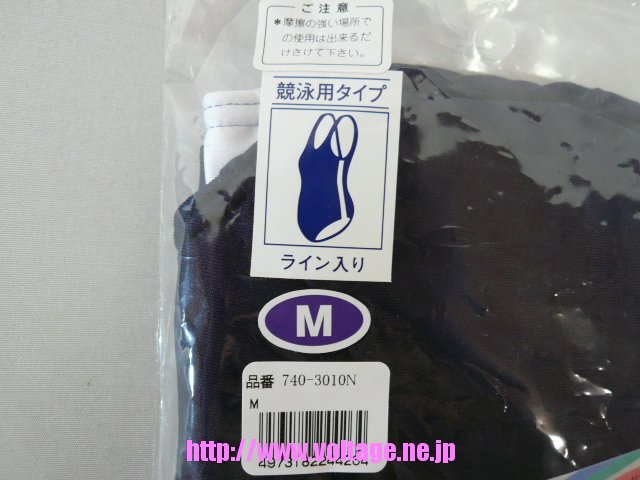 ご注意
*摩擦の強い場所で
の使用は出来るだ
けさけて下さい。
競泳用タイプ
ライン入り
M
品番 740-3010N
M
http://www.voltage.ne.jp
4973182244284